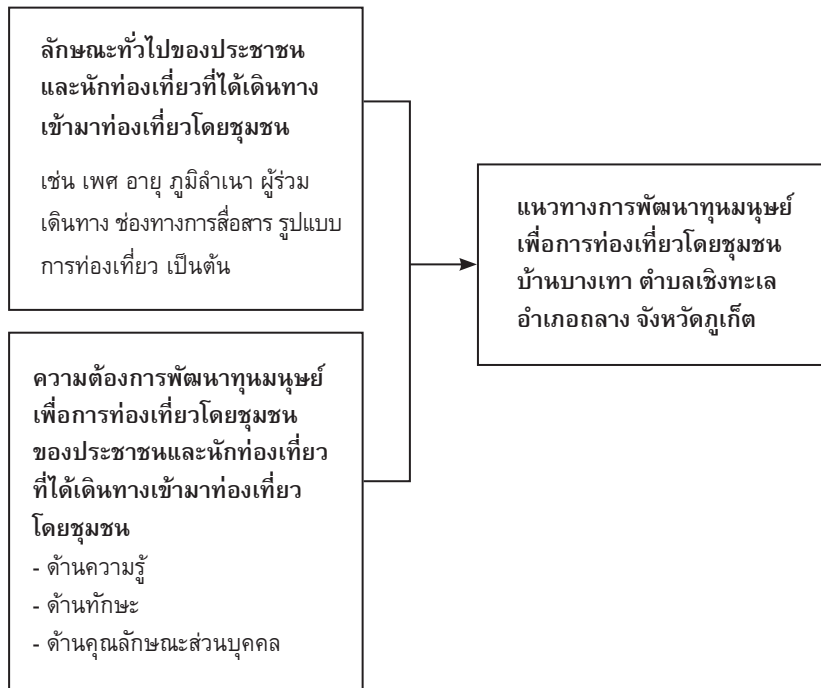 ลักษณะทั่วไปของประชาชน
และนักท่องเที่ยวที่ได้เดินทาง
เข้ามาท่องเที่ยวโดยชุมชน
เช่น เพศ อายุ ภูมิลำเนา ผู้ร่วม
เดินทาง ช่องทางการสื่อสาร รูปแบบ
การท่องเที่ยว เป็นต้น
ความต้องการพัฒนาทุนมนุษย์
เพื่อการท่องเที่ยวโดยชุมชน
ของประชาชนและนักท่องเที่ยว
ที่ได้เดินทางเข้ามาท่องเที่ยว
โดยชุมชน
- ด้านความรู้
- ด้านทักษะ
- ด้านคุณลักษณะส่วนบุคคล
แนวทางการพัฒนาทุนมนุษย์
เพื่อการท่องเที่ยวโดยชุมชน
บ้านบางเทา ตำบลเชิงทะเล
อำเภอถลาง จังหวัดภูเก็ต